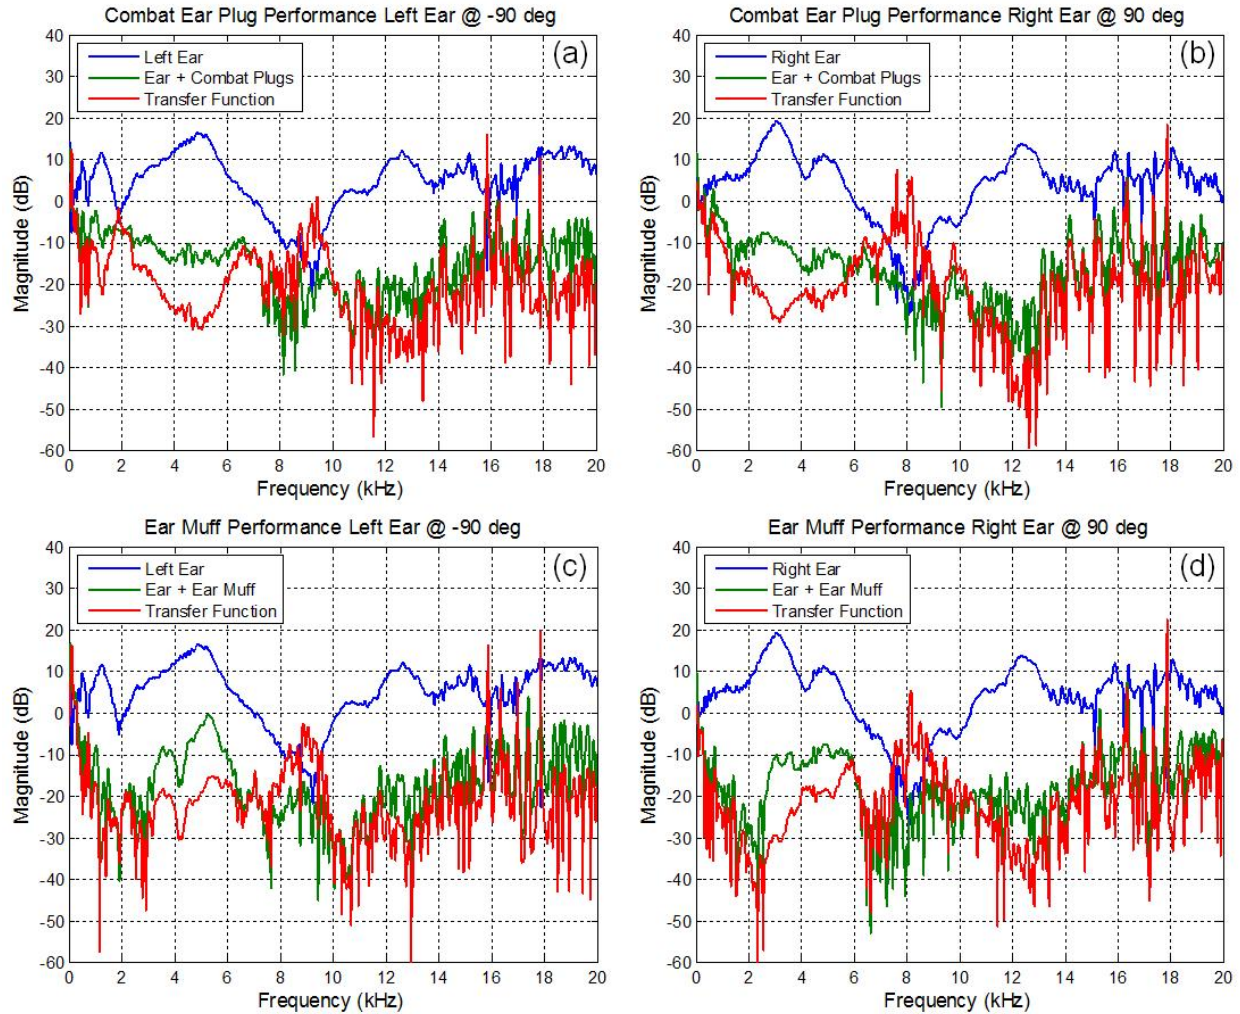 Combat Ear Plug Performance Left Ear @ -90 deg
(a)
Left Ear
Ear + Combat Plugs
Transfer Function
Magnitude (dB)
40
30
20
10
0
-10
-20
-30
-40
-50
-60
0 2 4 6 8 10 12 14 16 18 20
Frequency (kHz)
Combat Ear Plug Performance Right Ear @ 90 deg
(b)
Right Ear
Ear + Combat Plugs
Transfer Function
Magnitude (dB)
40
30
20
10
0
-10
-20
-30
-40
-50
-60
0 2 4 6 8 10 12 14 16 18 20
Frequency (kHz)
Ear Muff Performance Left Ear @ -90 deg
(c)
Left Ear
Ear + Ear Muff
Transfer Function
Magnitude (dB)
40
30
20
10
0
-10
-20
-30
-40
-50
-60
0 2 4 6 8 10 12 14 16 18 20
Frequency (kHz)
Ear Muff Performance Right Ear @ 90 deg
(d)
Right Ear
Ear + Ear Muff
Transfer Function
Magnitude (dB)
40
30
20
10
0
-10
-20
-30
-40
-50
-60
0 2 4 6 8 10 12 14 16 18 20
Frequency (kHz)